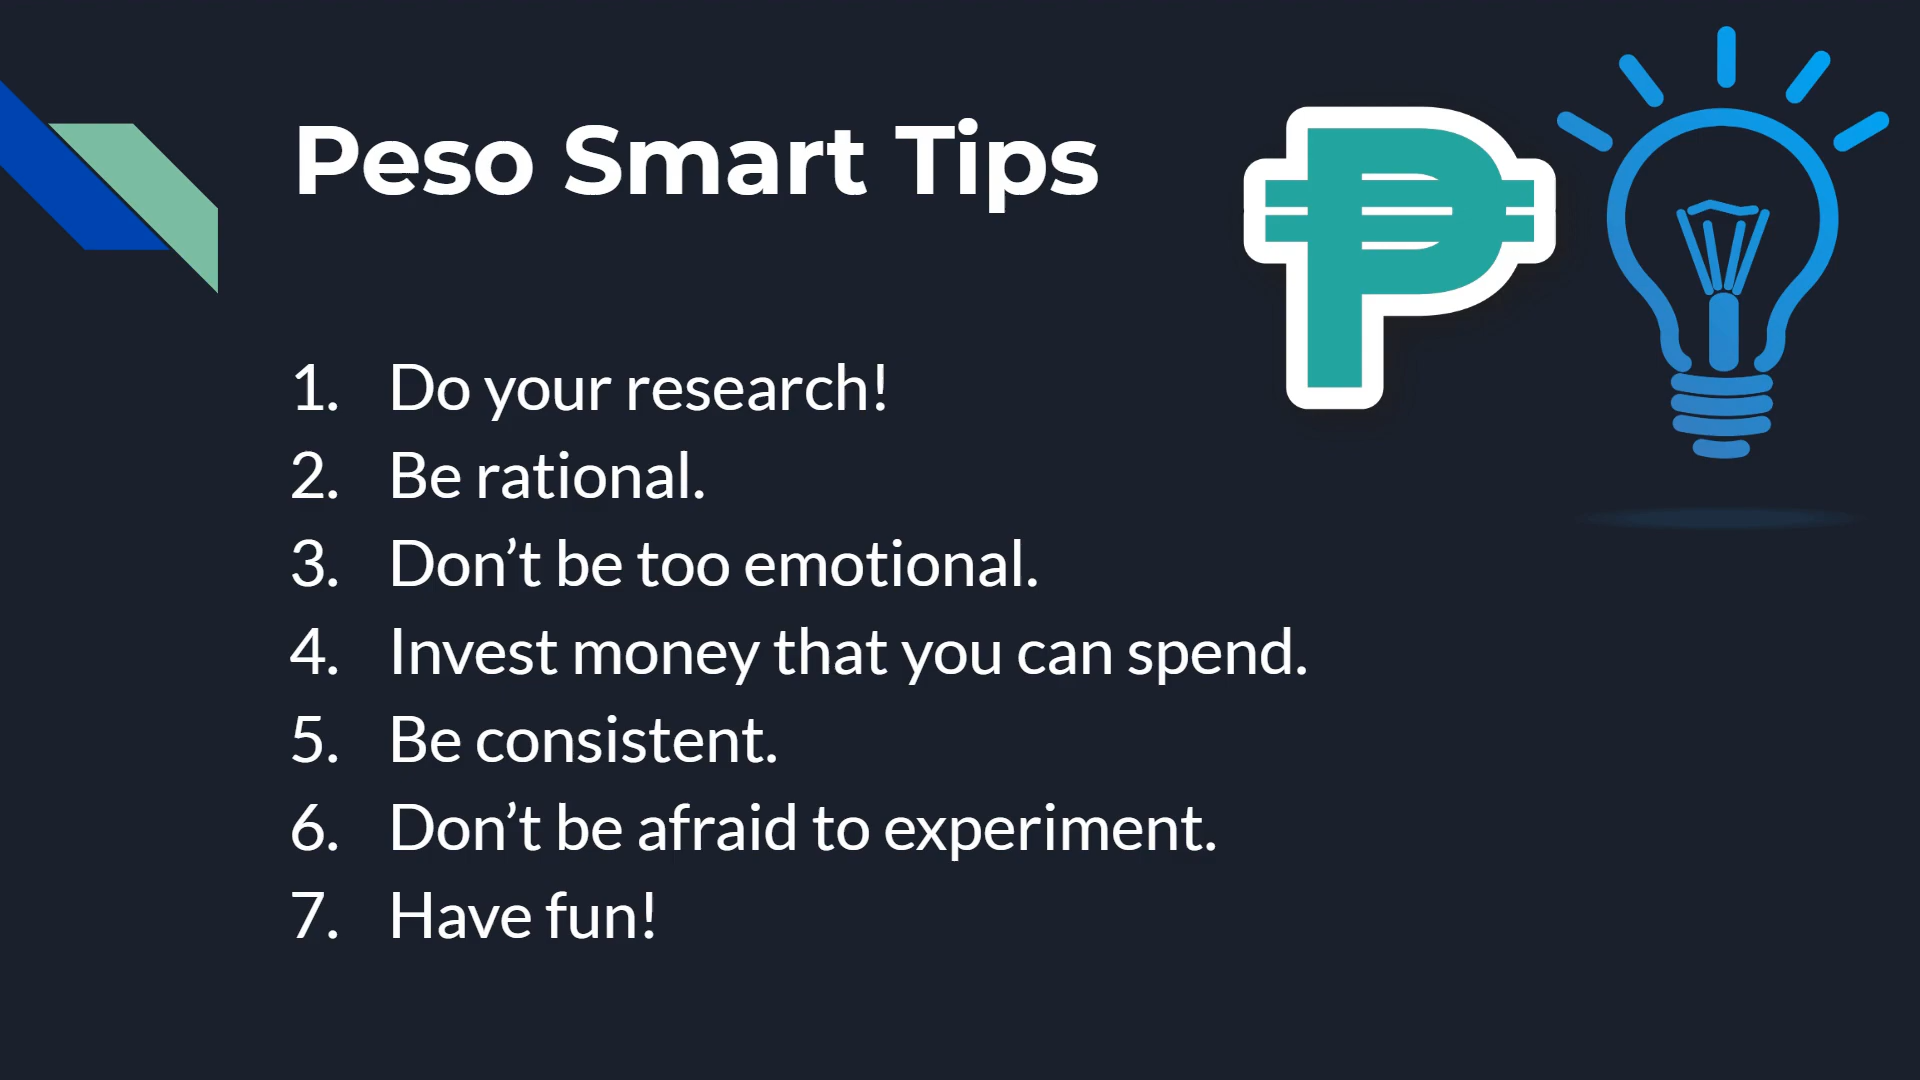 Peso Smart Tips
₱
1. Do your research!
2. Be rational.
3. Don’t be too emotional.
4. Invest money that you can spend.
5. Be consistent.
6. Don’t be afraid to experiment.
7. Have fun!